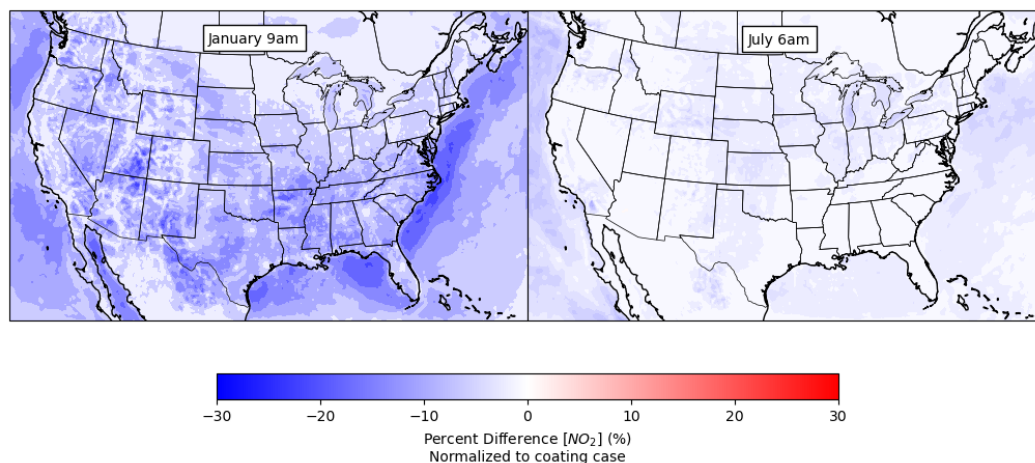 January 9am
July 6am
−30 −20 −10 0 10 20 30
Percent Difference [NO₂] (%)
Normalized to coating case